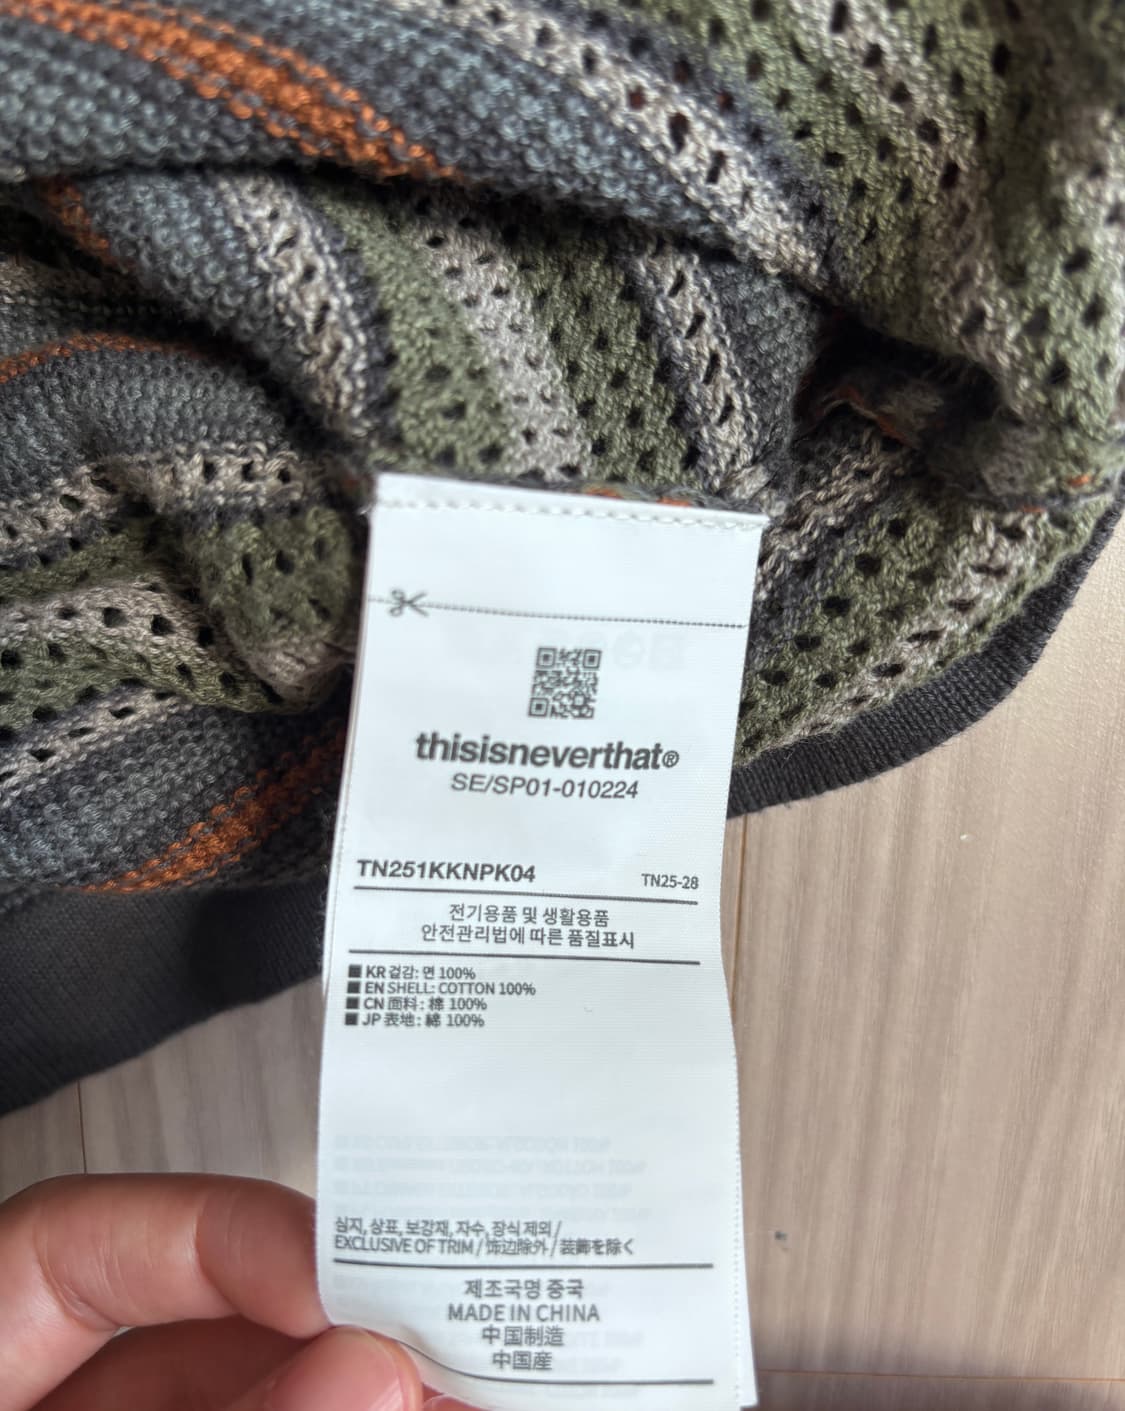 thisisneverthat®
SE/SP01-010224
TN251KKNPK04
TN25-28
전기용품 및 생활용품
안전관리법에 따른 품질표시
■ KR 겉감: 면 100%
■ EN SHELL: COTTON 100%
■ CN 面料: 棉 100%
■ JP 表地: 綿 100%
심지, 상표, 보강재, 자수, 장식 제외 /
EXCLUSIVE OF TRIM / 饰边除外 / 装飾を除く
제조국명 중국
MADE IN CHINA
中国制造
中国産